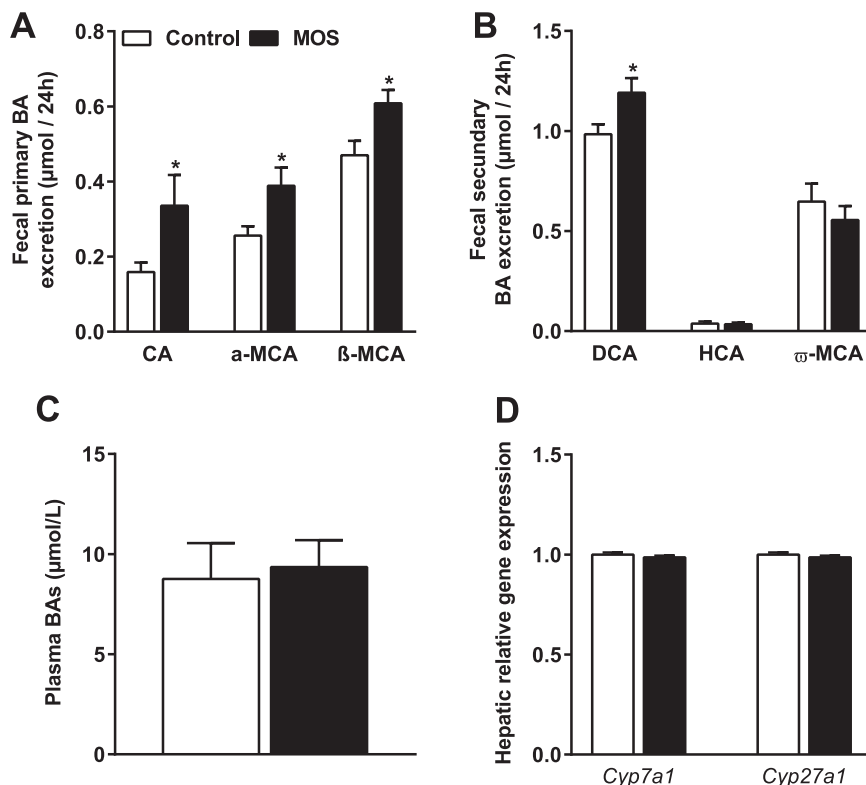 A
Control
MOS
Fecal primary BA
excretion (µmol / 24h)
0.8
0.6
0.4
0.2
0.0
*
*
*
CA
a-MCA
ß-MCA
B
Fecal secundary
BA excretion (µmol / 24h)
1.5
1.0
0.5
0.0
*
DCA
HCA
ϖ-MCA
C
Plasma BAs (µmol/L)
15
10
5
0
D
Hepatic relative gene expression
1.5
1.0
0.5
0.0
Cyp7a1
Cyp27a1